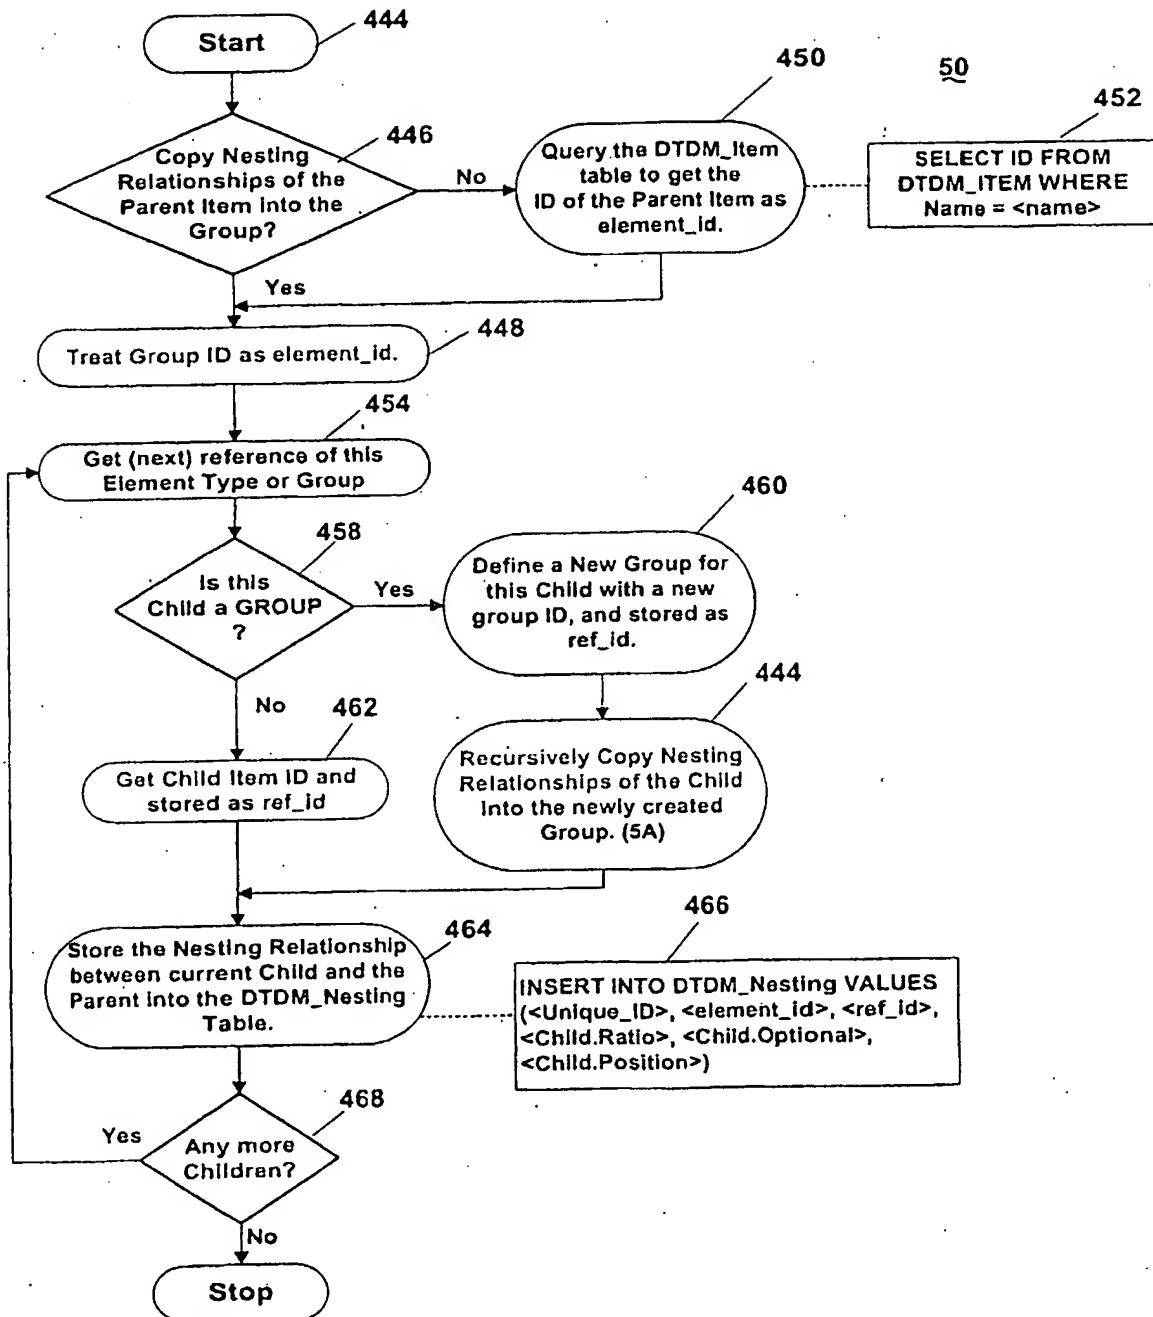 Start
444
446
Copy Nesting
Relationships of the
Parent Item into the
Group?
No
Yes
450
Query the DTDM_Item
table to get the
ID of the Parent Item as
element_id.
50
452
SELECT ID FROM
DTDM_ITEM WHERE
Name = <name>
448
Treat Group ID as element_id.
454
Get (next) reference of this
Element Type or Group
458
Is this
Child a GROUP
?
Yes
No
460
Define a New Group for
this Child with a new
group ID, and stored as
ref_id.
444
Recursively Copy Nesting
Relationships of the Child
into the newly created
Group. (5A)
462
Get Child Item ID and
stored as ref_id
464
Store the Nesting Relationship
between current Child and the
Parent into the DTDM_Nesting
Table.
466
INSERT INTO DTDM_Nesting VALUES
(<Unique_ID>, <element_id>, <ref_id>,
<Child.Ratio>, <Child.Optional>,
<Child.Position>)
468
Yes
Any more
Children?
No
Stop